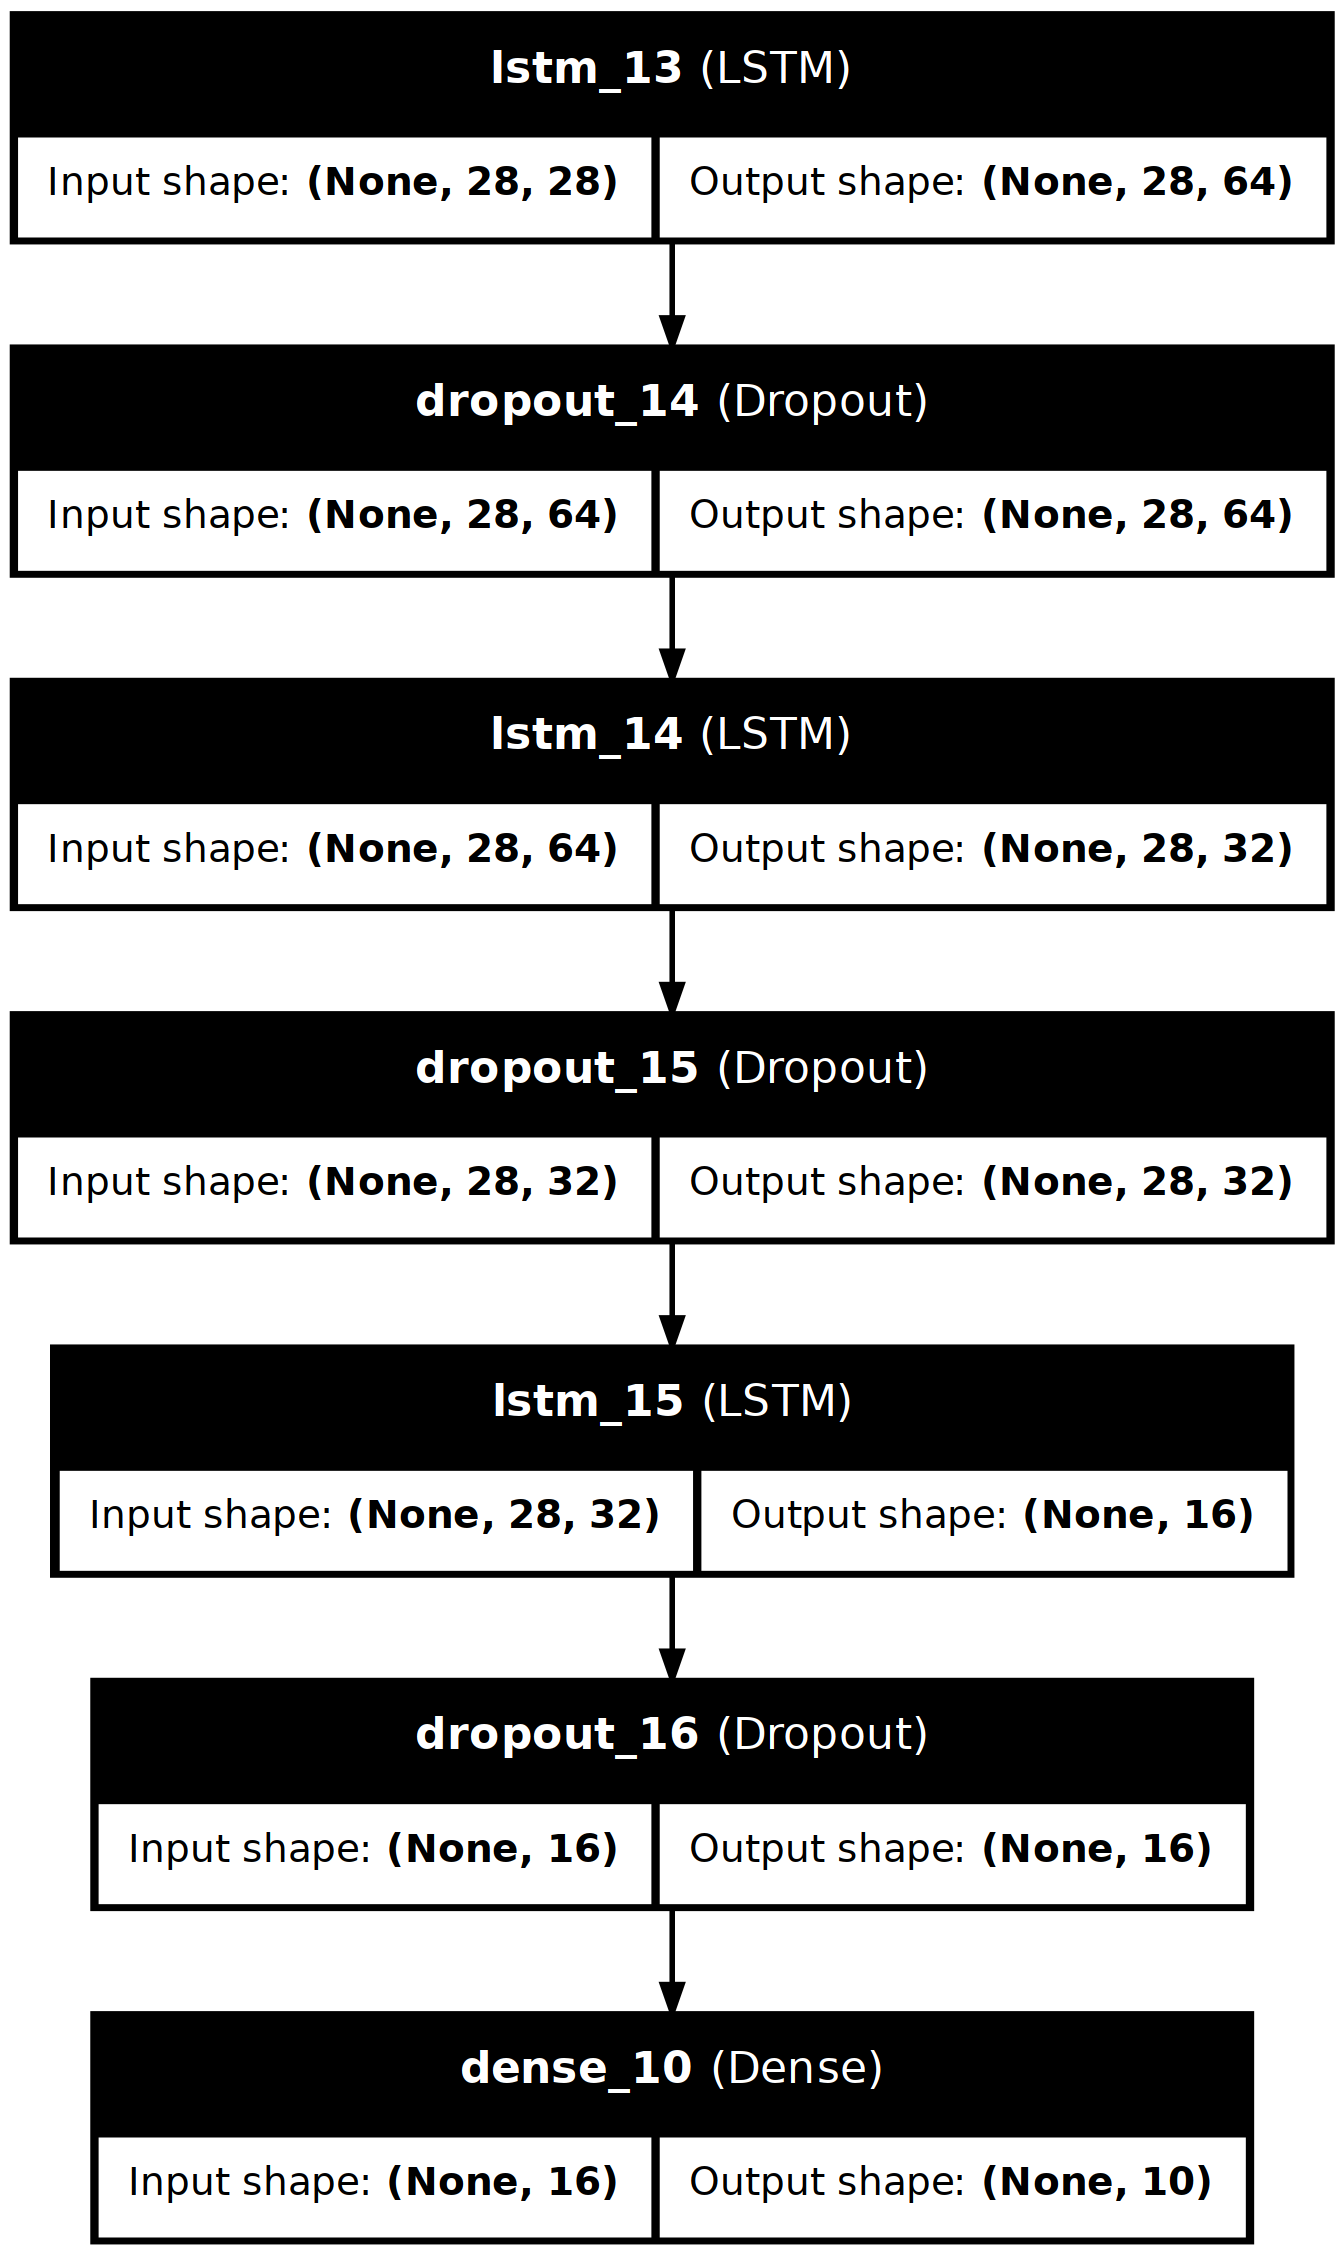 lstm_13 (LSTM)
Input shape: (None, 28, 28) Output shape: (None, 28, 64)
dropout_14 (Dropout)
Input shape: (None, 28, 64) Output shape: (None, 28, 64)
lstm_14 (LSTM)
Input shape: (None, 28, 64) Output shape: (None, 28, 32)
dropout_15 (Dropout)
Input shape: (None, 28, 32) Output shape: (None, 28, 32)
lstm_15 (LSTM)
Input shape: (None, 28, 32) Output shape: (None, 16)
dropout_16 (Dropout)
Input shape: (None, 16) Output shape: (None, 16)
dense_10 (Dense)
Input shape: (None, 16) Output shape: (None, 10)